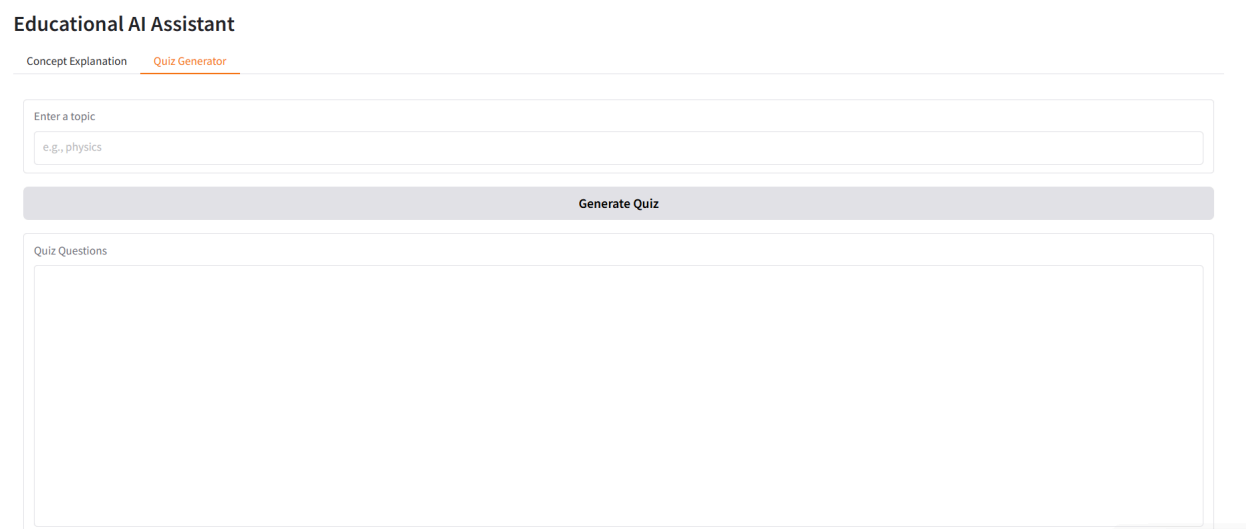 Educational AI Assistant
Concept Explanation
Quiz Generator
Enter a topic
e.g., physics
Generate Quiz
Quiz Questions